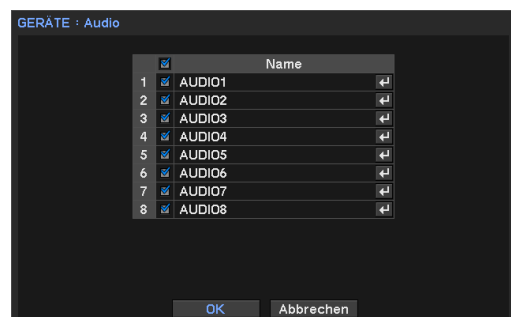 GERÄTE : Audio
Name
1 AUDIO1
2 AUDIO2
3 AUDIO3
4 AUDIO4
5 AUDIO5
6 AUDIO6
7 AUDIO7
8 AUDIO8
OK Abbrechen